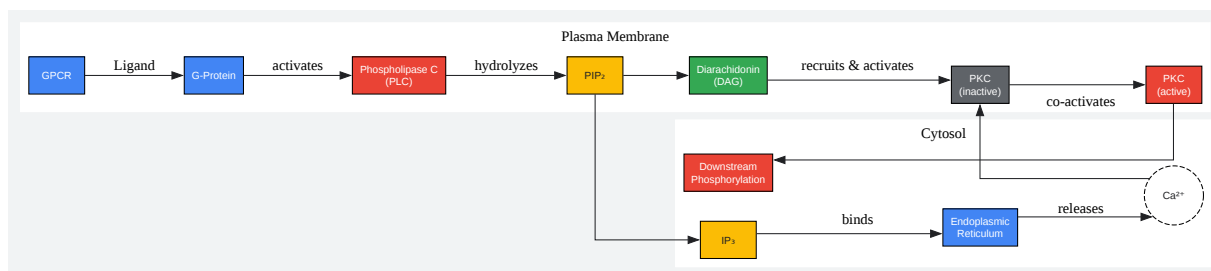 Plasma Membrane
GPCR
Ligand
G-Protein
activates
Phospholipase C
(PLC)
hydrolyzes
PIP₂
Diarachidonin
(DAG)
recruits & activates
PKC
(inactive)
co-activates
PKC
(active)
Cytosol
Downstream
Phosphorylation
IP₃
binds
Endoplasmic
Reticulum
releases
Ca²⁺